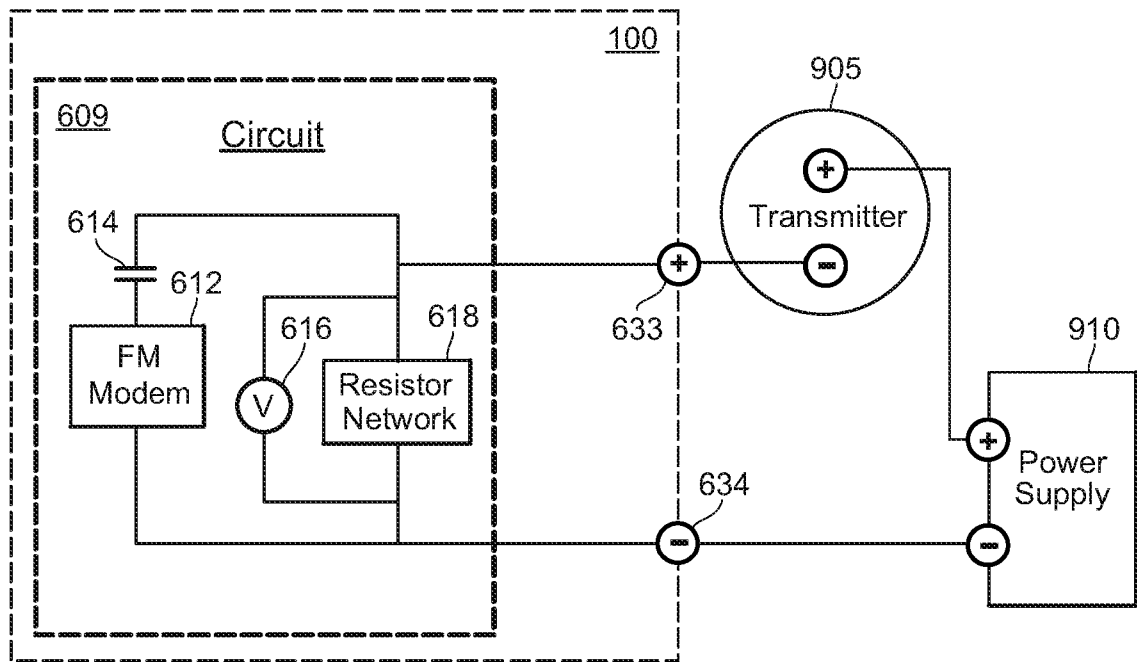 100
905
609
Circuit
+
Transmitter
−
614
612
616
618
+
633
910
FM
Modem
V
Resistor
Network
+
Power
Supply
634
−
−